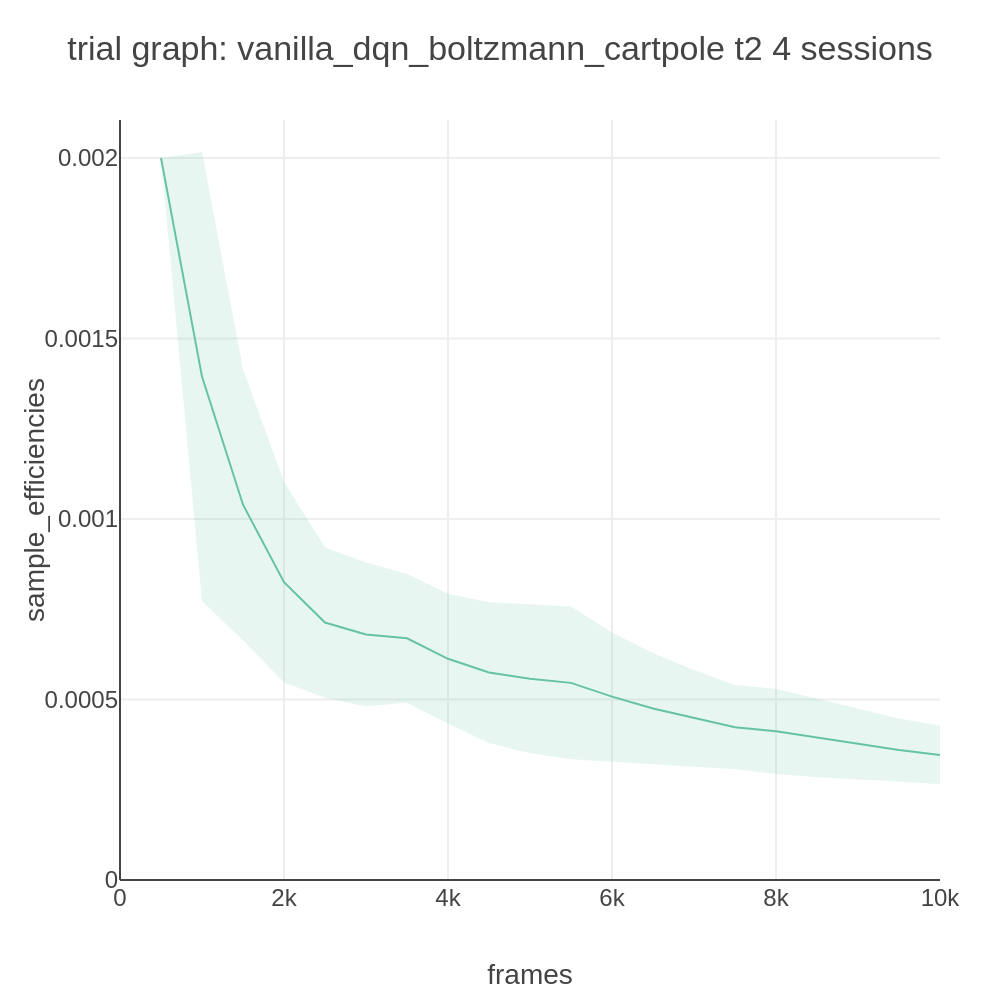 trial graph: vanilla_dqn_boltzmann_cartpole t2 4 sessions
sample_efficiencies
0.002
0.0015
0.001
0.0005
0
0
2k
4k
6k
8k
10k
frames